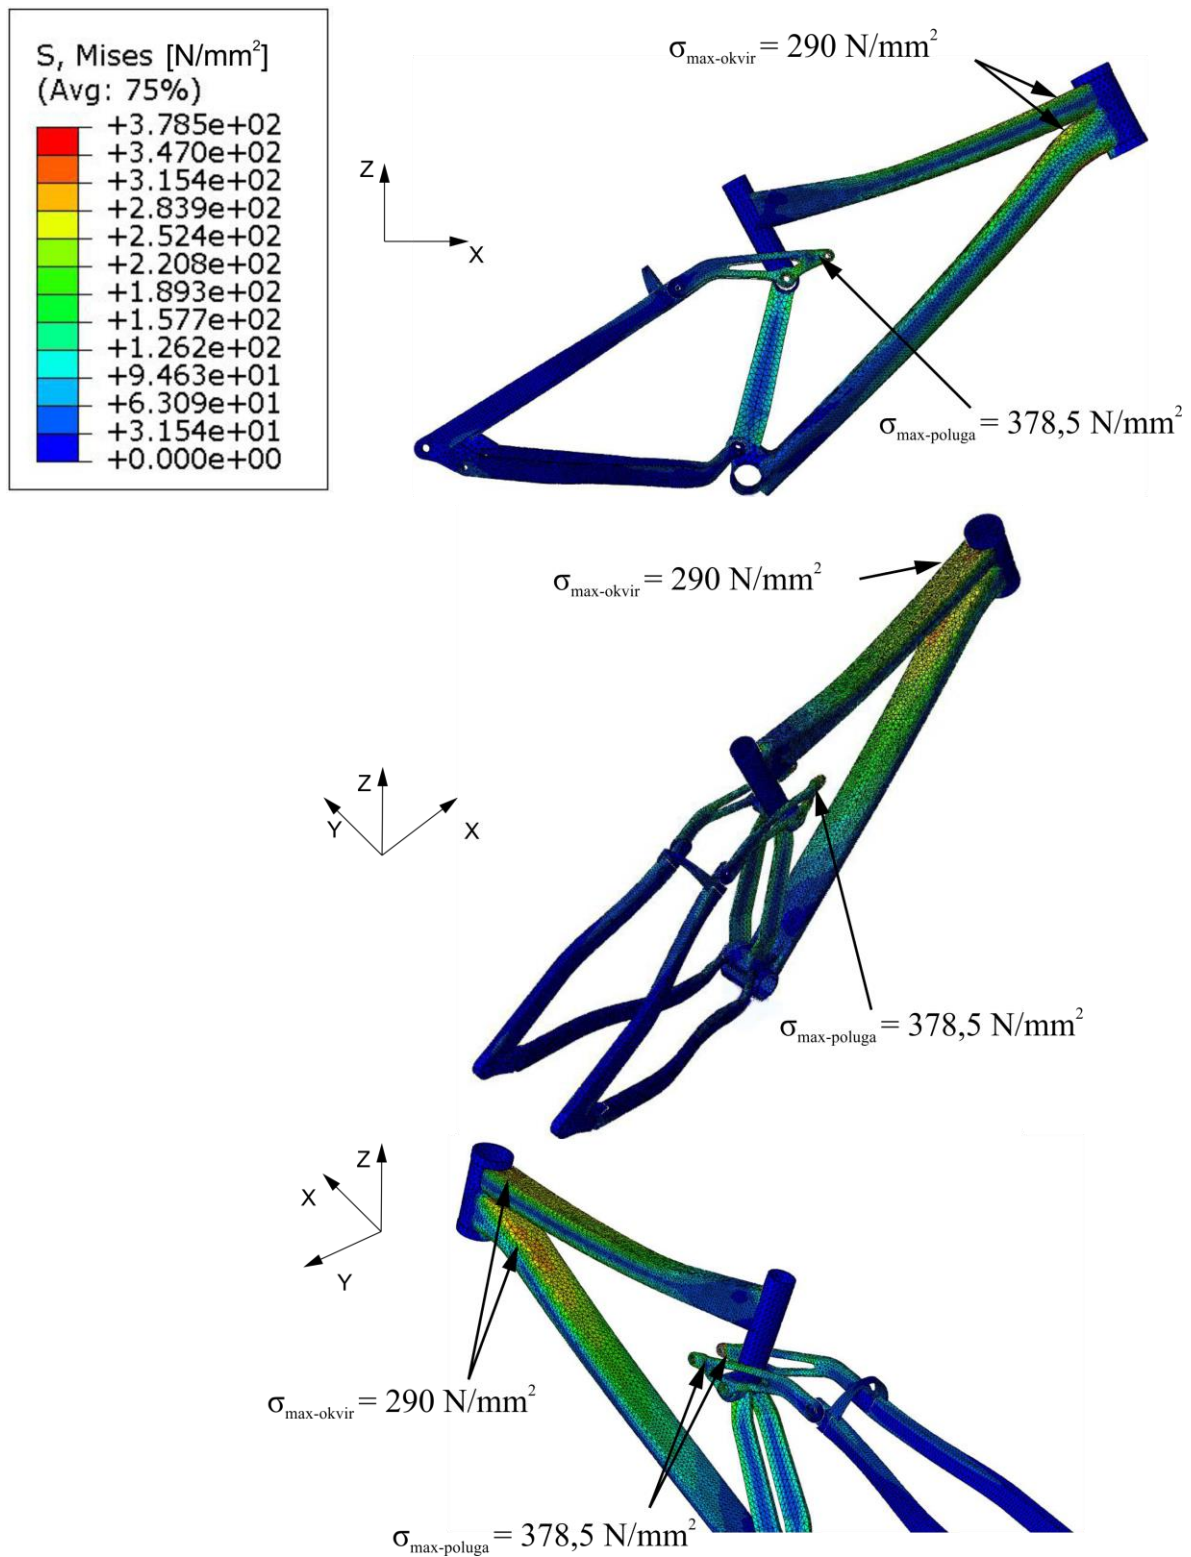 S, Mises [N/mm²]
(Avg: 75%)
+3.785e+02
+3.470e+02
+3.154e+02
+2.839e+02
+2.524e+02
+2.208e+02
+1.893e+02
+1.577e+02
+1.262e+02
+9.463e+01
+6.309e+01
+3.154e+01
+0.000e+00
σmax-okvir = 290 N/mm²
Z
X
σmax-poluga = 378,5 N/mm²
σmax-okvir = 290 N/mm²
Z
Y
X
σmax-poluga = 378,5 N/mm²
Z
X
Y
σmax-okvir = 290 N/mm²
σmax-poluga = 378,5 N/mm²